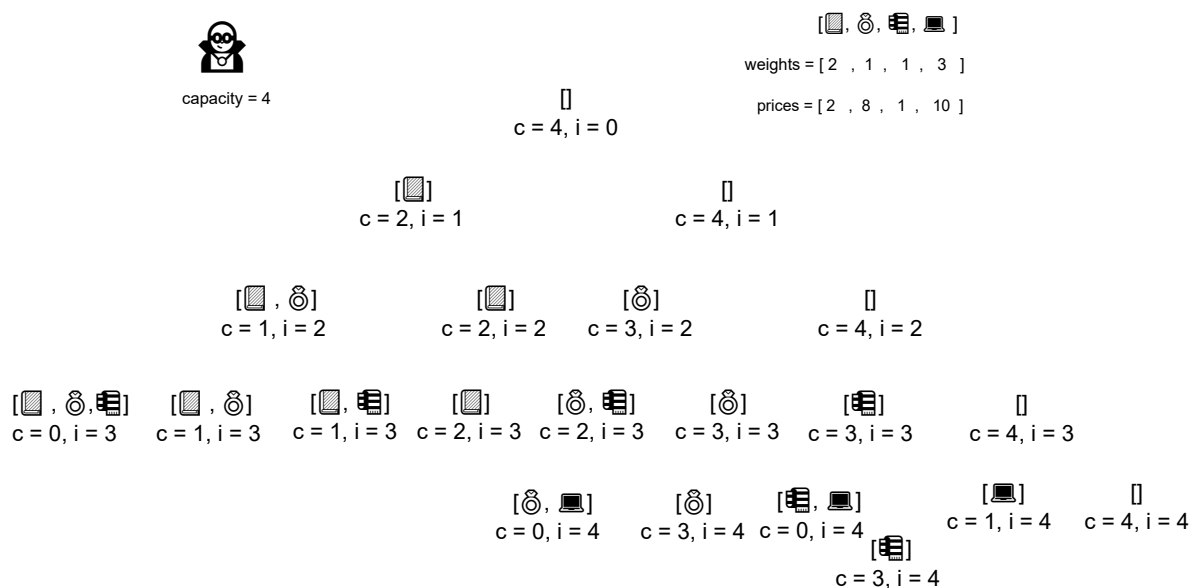 [📓, 💍, 📚, 💻 ]
weights = [ 2 , 1 , 1 , 3 ]
capacity = 4
prices = [ 2 , 8 , 1 , 10 ]
[]
c = 4, i = 0
[📓] []
c = 2, i = 1 c = 4, i = 1
[📓 , 💍] [📓] [💍] []
c = 1, i = 2 c = 2, i = 2 c = 3, i = 2 c = 4, i = 2
[📓 , 💍,📚] [📓 , 💍] [📓, 📚] [📓] [💍, 📚] [💍] [📚] []
c = 0, i = 3 c = 1, i = 3 c = 1, i = 3 c = 2, i = 3 c = 2, i = 3 c = 3, i = 3 c = 3, i = 3 c = 4, i = 3
[💍, 💻] [💍] [📚, 💻] [💻] []
c = 0, i = 4 c = 3, i = 4 c = 0, i = 4 c = 1, i = 4 c = 4, i = 4
[📚]
c = 3, i = 4